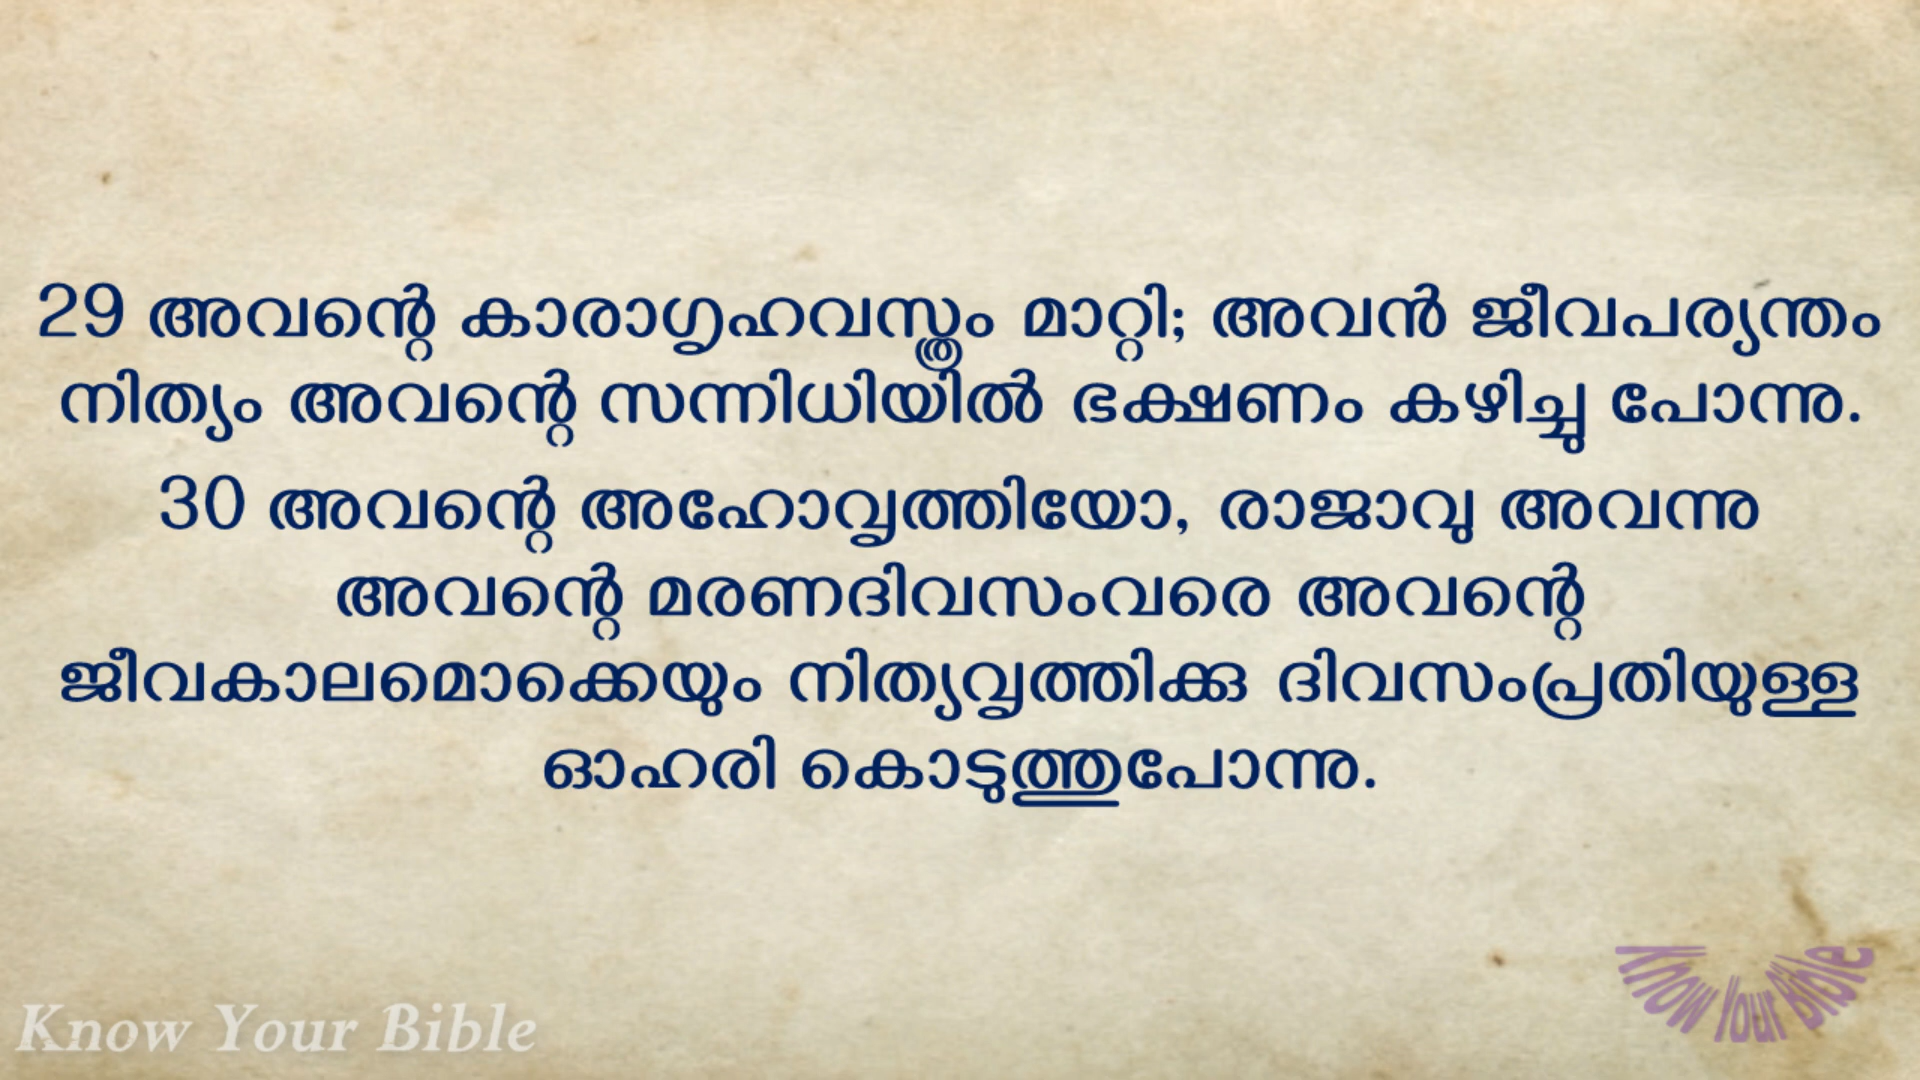 29 അവന്റെ കാരാഗൃഹവസ്ത്രം മാറ്റി; അവൻ ജീവപര്യന്തം
നിത്യം അവന്റെ സന്നിധിയിൽ ഭക്ഷണം കഴിച്ചു പോന്നു.
30 അവന്റെ അഹോവൃത്തിയോ, രാജാവു അവന്നു
അവന്റെ മരണദിവസംവരെ അവന്റെ
ജീവകാലമൊക്കെയും നിത്യവൃത്തിക്കു ദിവസംപ്രതിയുള്ള
ഓഹരി കൊടുത്തുപോന്നു.
Know Your Bible
Know Your Bible